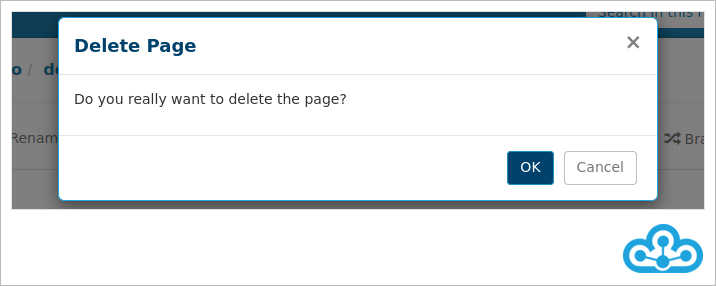 Search in this
Delete Page
×
o / de
Do you really want to delete the page?
Renam
Bra
OK
Cancel